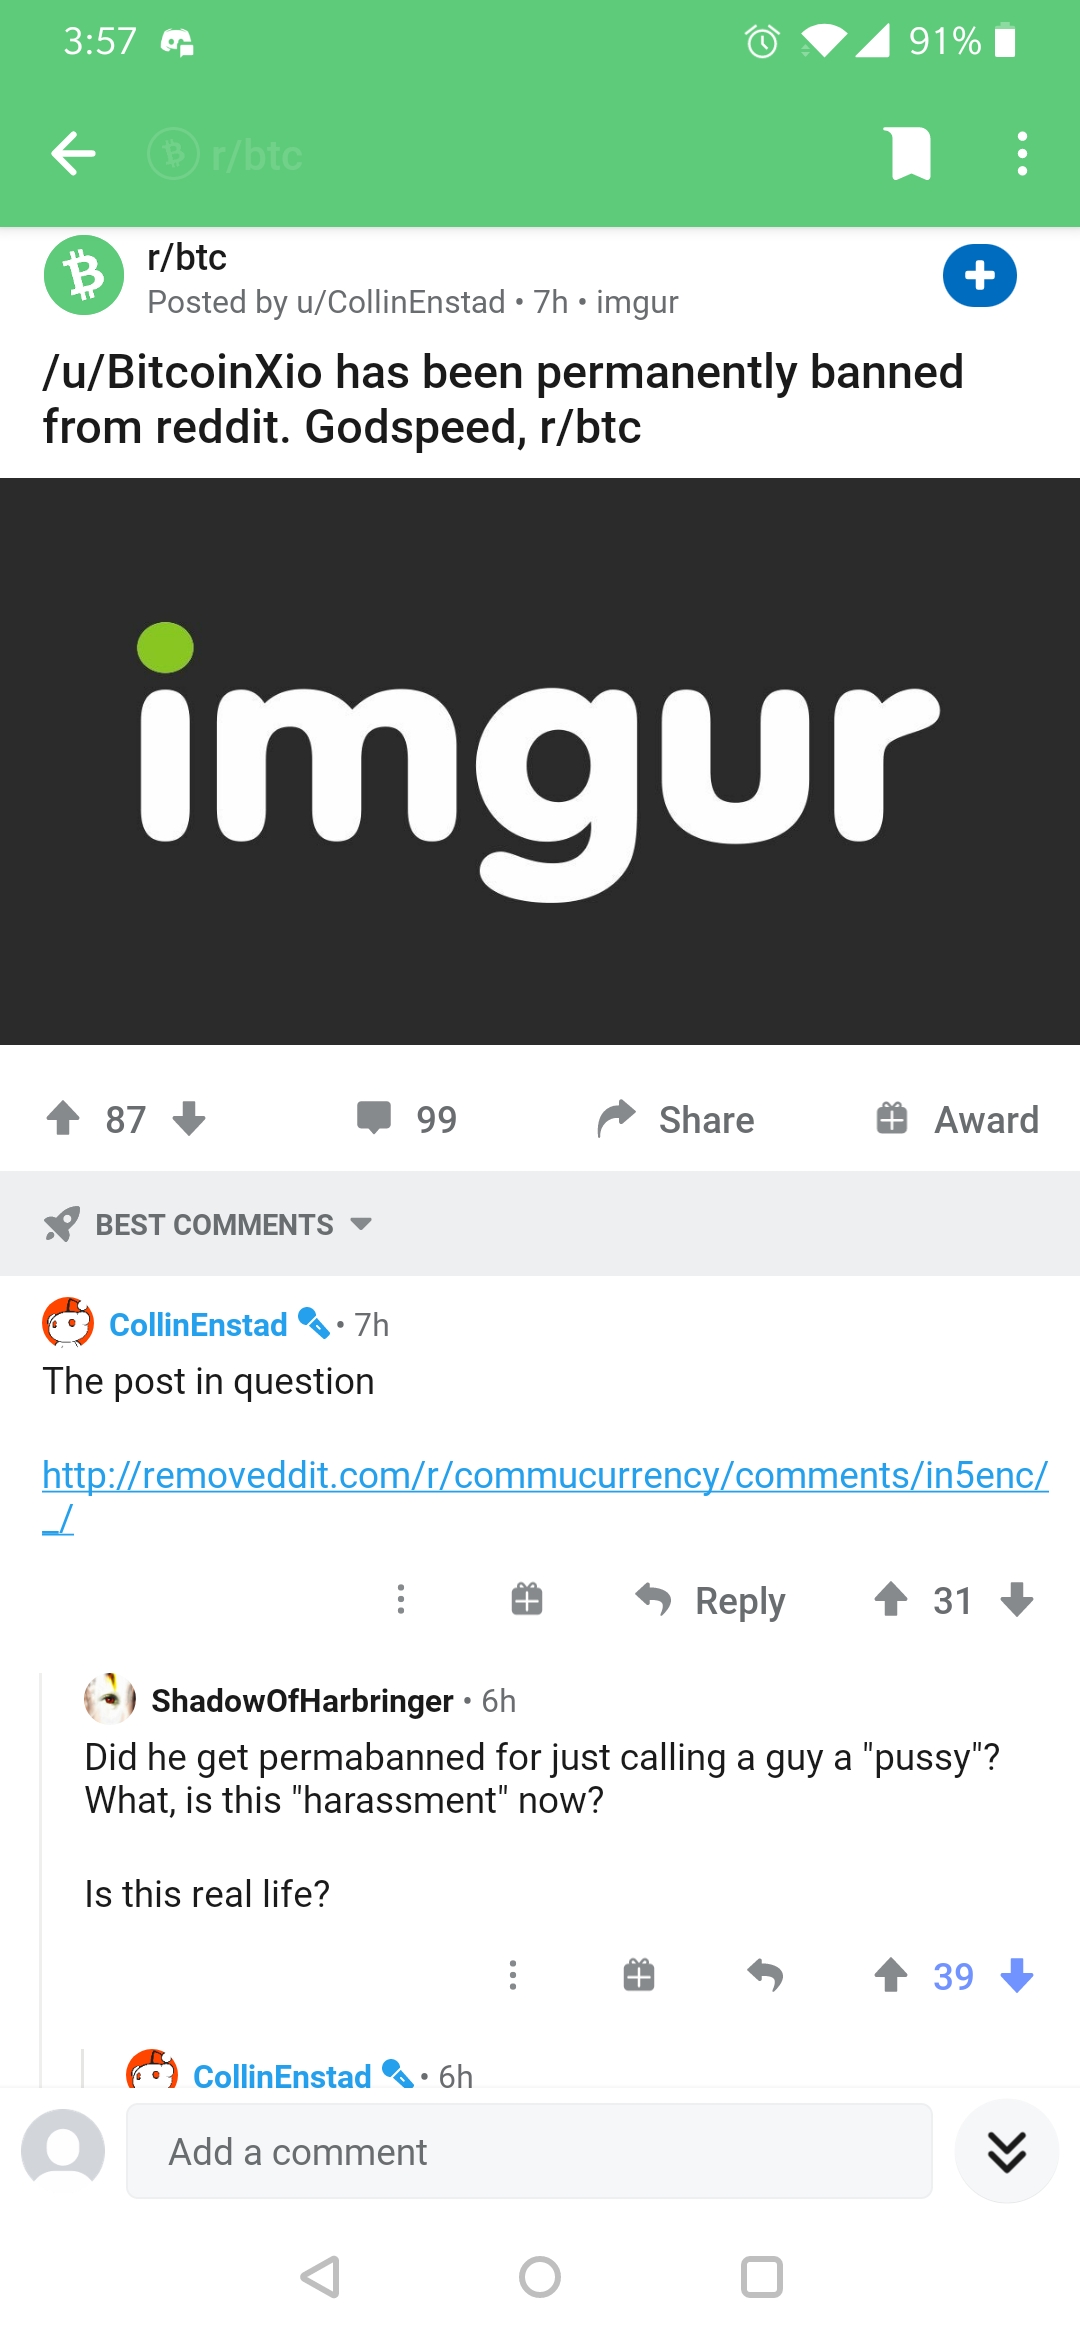 3:57
91%
r/btc
r/btc
Posted by u/CollinEnstad • 7h • imgur
/u/BitcoinXio has been permanently banned
from reddit. Godspeed, r/btc
imgur
87
99
Share
Award
BEST COMMENTS
CollinEnstad • 7h
The post in question
http://removeddit.com/r/commucurrency/comments/in5enc/
_/
Reply
31
ShadowOfHarbringer • 6h
Did he get permabanned for just calling a guy a "pussy"?
What, is this "harassment" now?
Is this real life?
39
CollinEnstad • 6h
Add a comment